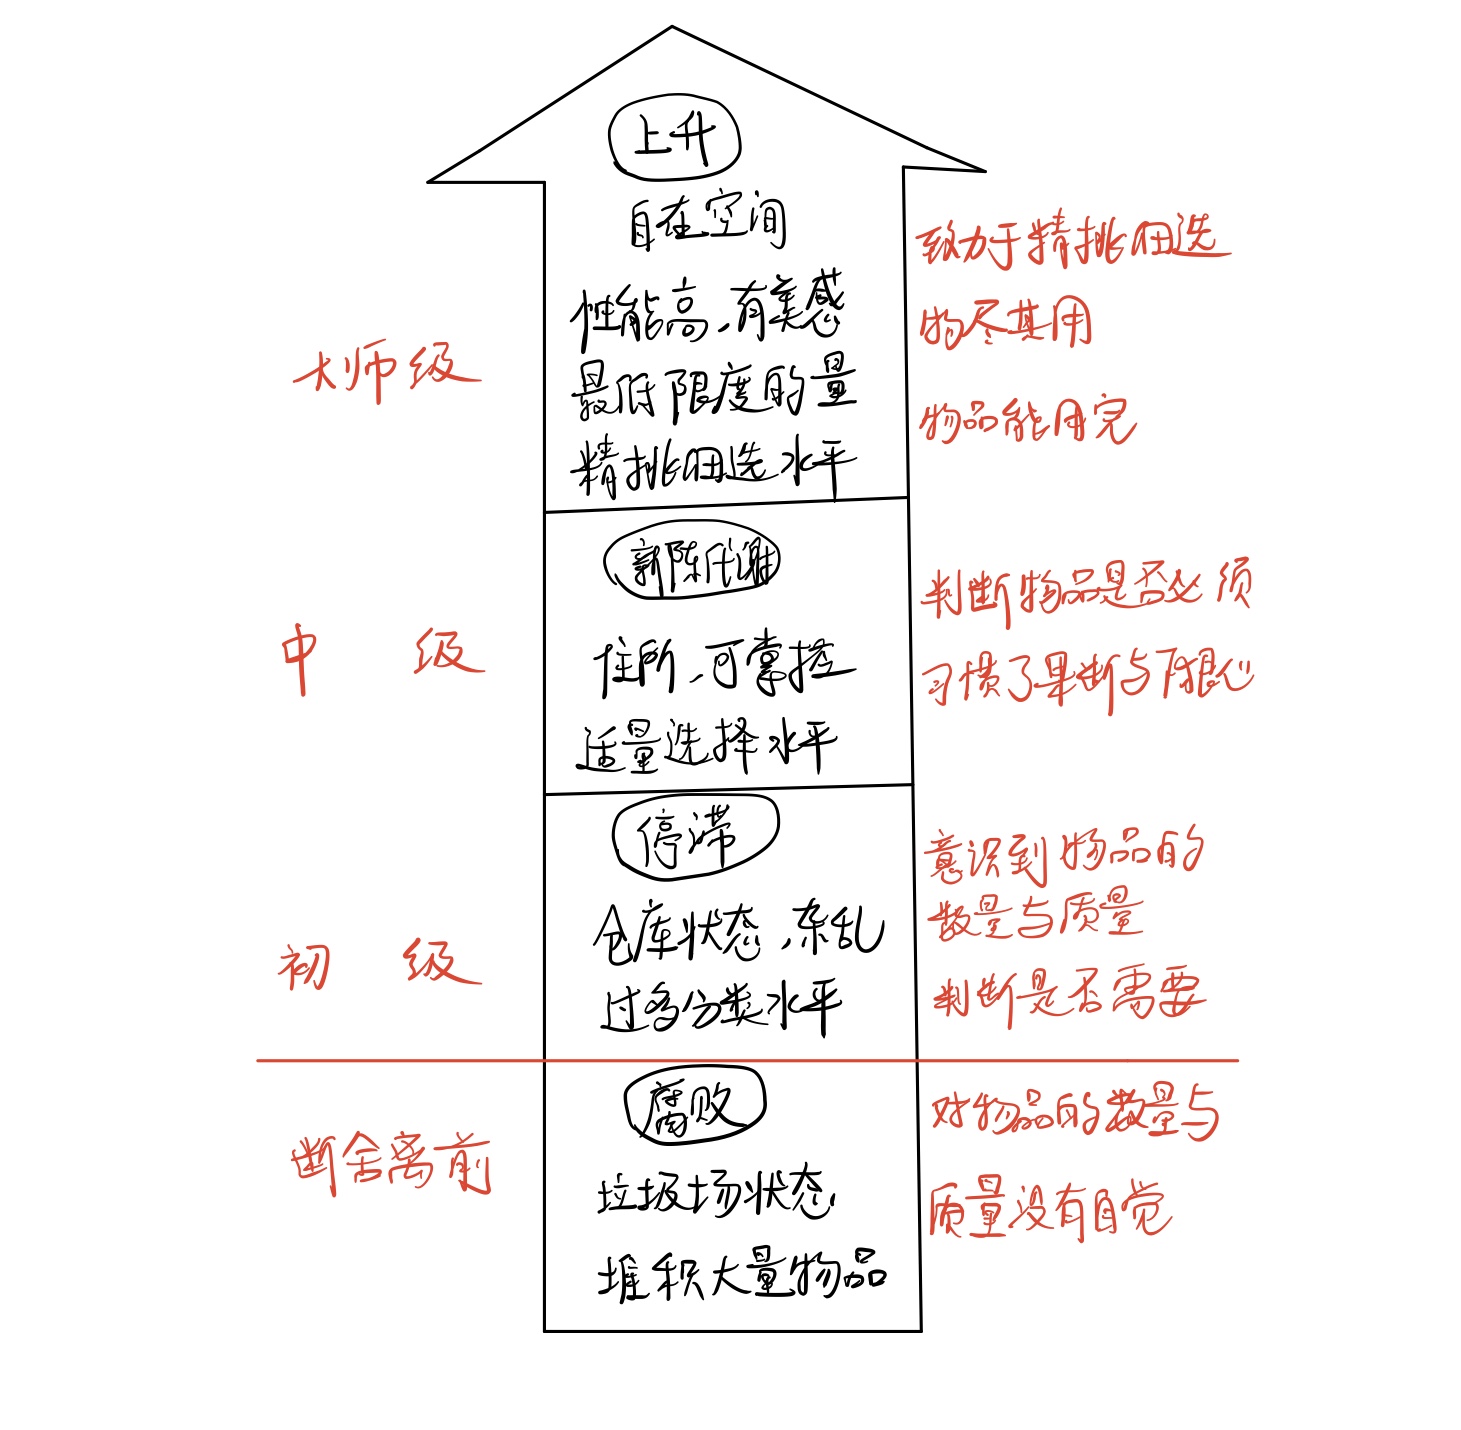 上升
自在空间
性能高,有美感
最低限度的量
精挑细选水平
大师级
致力于精挑细选
物尽其用
物品能用完
新陈代谢
住所,可掌控
适量选择水平
中 级
判断物品是否必须
习惯了果断与下狠心
停滞
仓库状态,杂乱
过多分类水平
初 级
意识到物品的
数量与质量
判断是否需要
腐败
垃圾场状态,
堆积大量物品
断舍离前
对物品的数量与
质量没有自觉